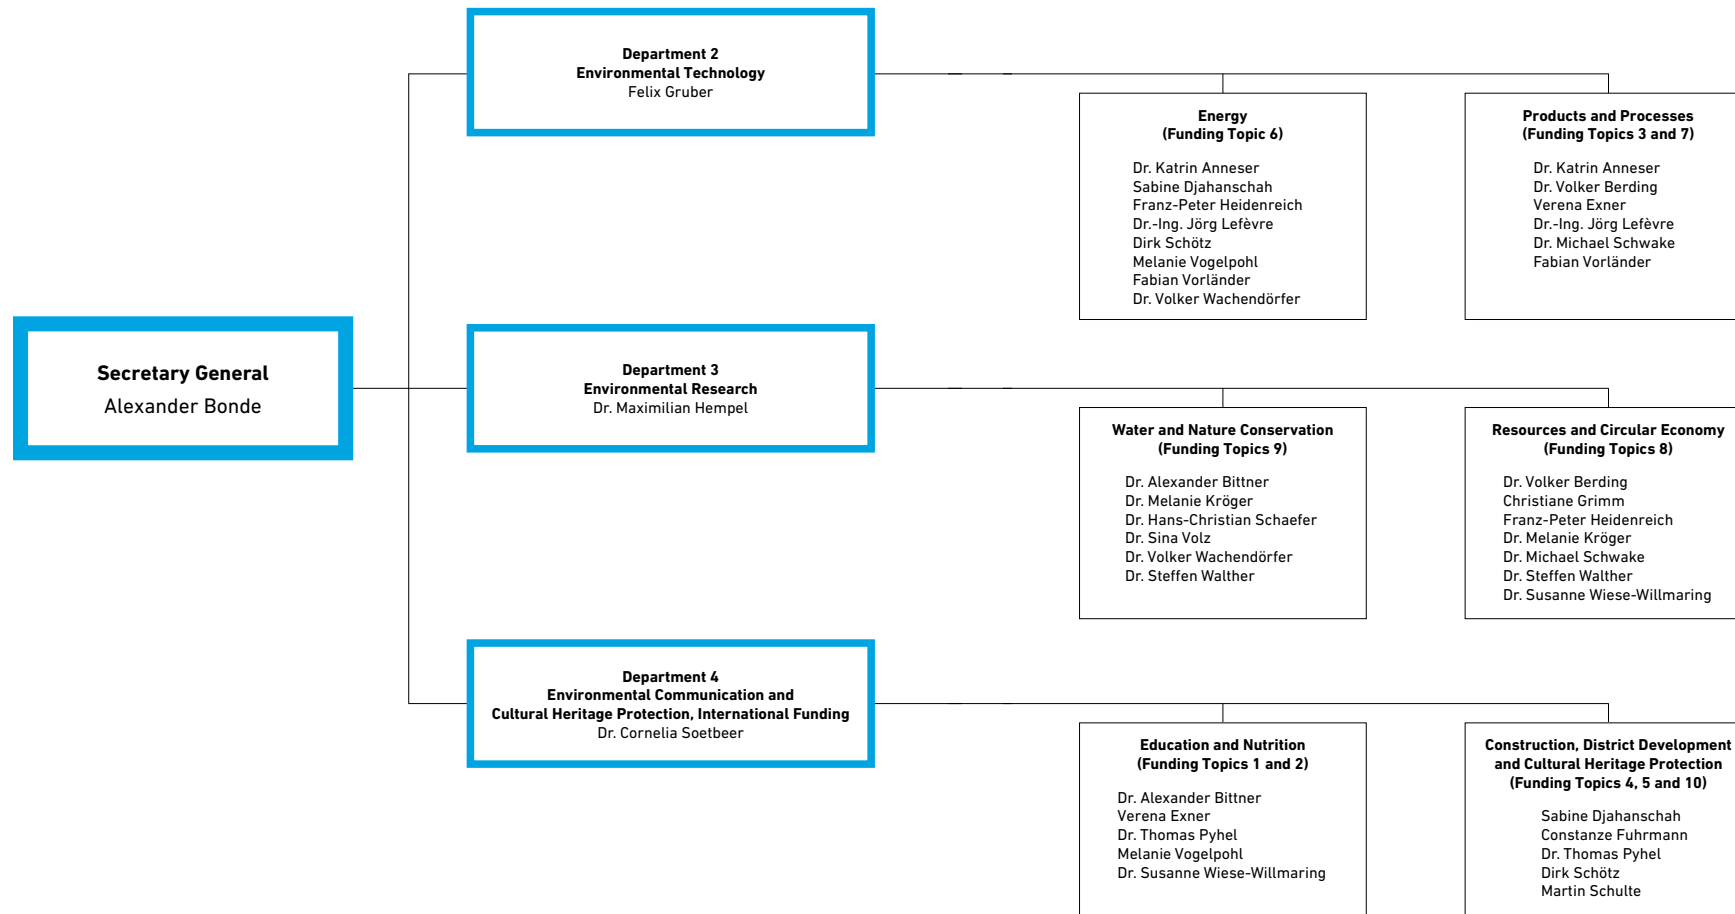 Secretary General
Alexander Bonde
Department 2
Environmental Technology
Felix Gruber
Energy
(Funding Topic 6)
Dr. Katrin Anneser
Sabine Djahanschah
Franz-Peter Heidenreich
Dr.-Ing. Jörg Lefèvre
Dirk Schötz
Melanie Vogelpohl
Fabian Vorländer
Dr. Volker Wachendörfer
Products and Processes
(Funding Topics 3 and 7)
Dr. Katrin Anneser
Dr. Volker Berding
Verena Exner
Dr.-Ing. Jörg Lefèvre
Dr. Michael Schwake
Fabian Vorländer
Department 3
Environmental Research
Dr. Maximilian Hempel
Water and Nature Conservation
(Funding Topics 9)
Dr. Alexander Bittner
Dr. Melanie Kröger
Dr. Hans-Christian Schaefer
Dr. Sina Volz
Dr. Volker Wachendörfer
Dr. Steffen Walther
Resources and Circular Economy
(Funding Topics 8)
Dr. Volker Berding
Christiane Grimm
Franz-Peter Heidenreich
Dr. Melanie Kröger
Dr. Michael Schwake
Dr. Steffen Walther
Dr. Susanne Wiese-Willmaring
Department 4
Environmental Communication and
Cultural Heritage Protection, International Funding
Dr. Cornelia Soetbeer
Education and Nutrition
(Funding Topics 1 and 2)
Dr. Alexander Bittner
Verena Exner
Dr. Thomas Pyhel
Melanie Vogelpohl
Dr. Susanne Wiese-Willmaring
Construction, District Development
and Cultural Heritage Protection
(Funding Topics 4, 5 and 10)
Sabine Djahanschah
Constanze Fuhrmann
Dr. Thomas Pyhel
Dirk Schötz
Martin Schulte